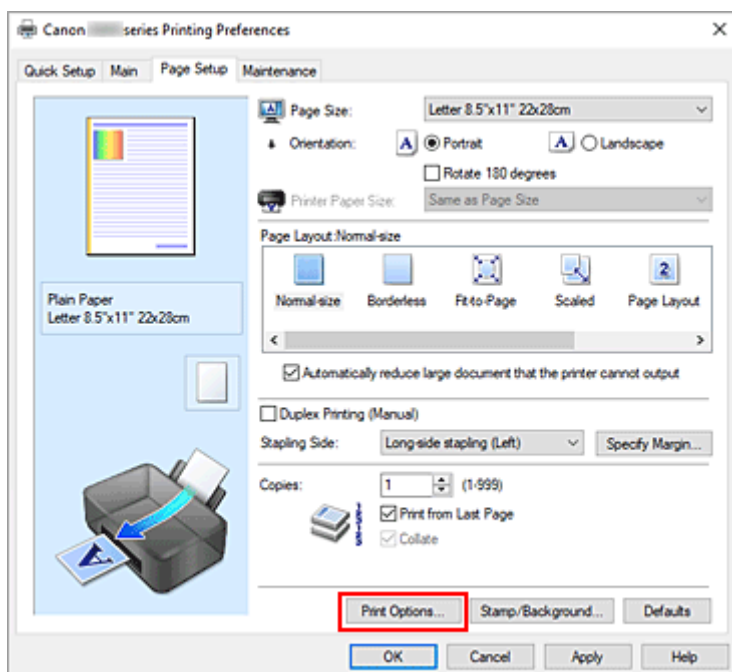 Canon series Printing Preferences
Quick Setup Main Page Setup Maintenance
Page Size: Letter 8.5"x11" 22x28cm
Orientation: A Portrait A Landscape
Rotate 180 degrees
Printer Paper Size: Same as Page Size
Page Layout:Normal-size
2
Normal-size Borderless Fit-to-Page Scaled Page Layout
Plain Paper
Letter 8.5"x11" 22x28cm
Automatically reduce large document that the printer cannot output
Duplex Printing (Manual)
Stapling Side: Long-side stapling (Left) Specify Margin...
Copies: 1 (1-999)
Print from Last Page
Collate
A
Print Options... Stamp/Background... Defaults
OK Cancel Apply Help